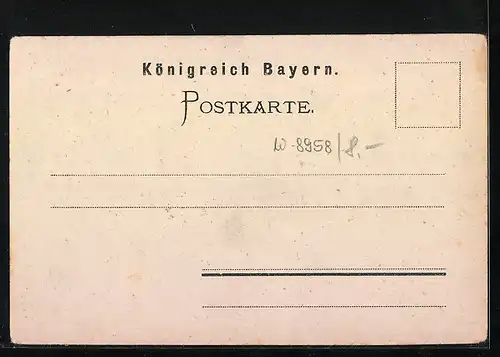 Königreich Bayern.
POSTKARTE.
W-8958/8,-